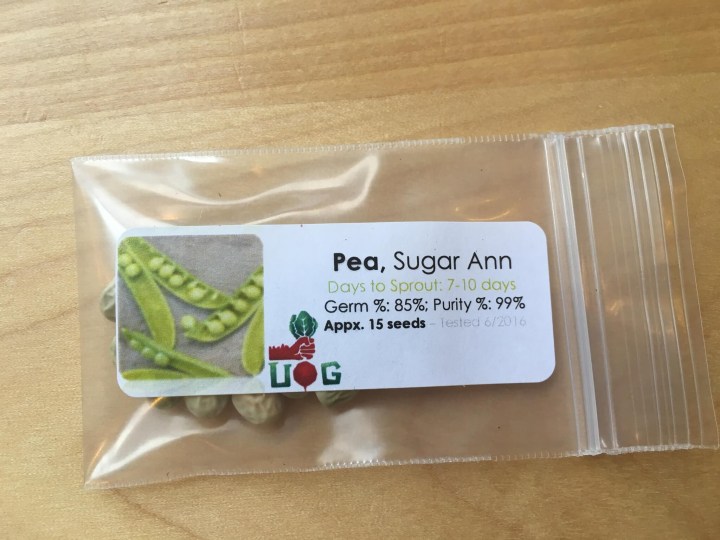 Pea, Sugar Ann
Days to Sprout: 7-10 days
Germ %: 85%; Purity %: 99%
Appx. 15 seeds - Tested 6/2016
UOG